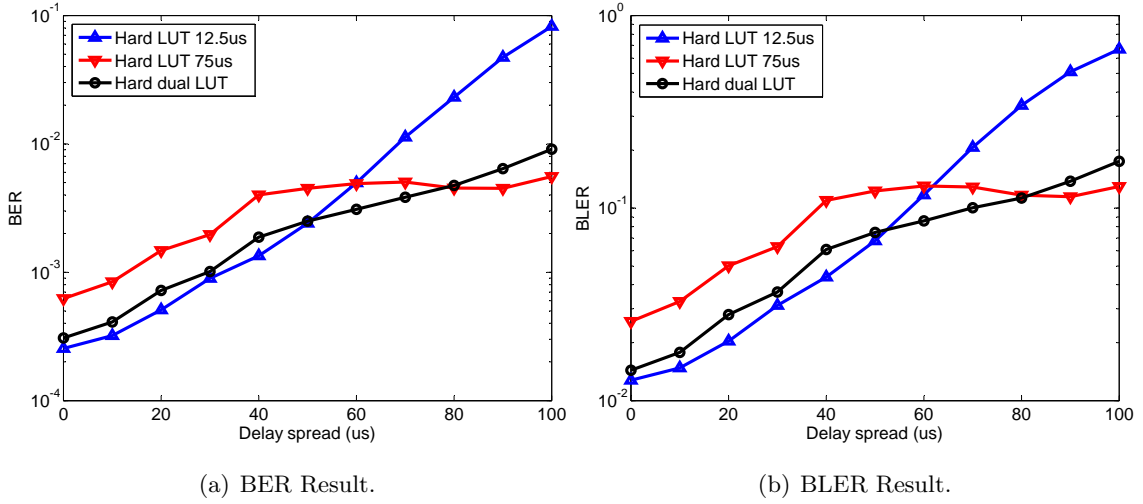 10^-1
10^-2
10^-3
10^-4
BER
Hard LUT 12.5us
Hard LUT 75us
Hard dual LUT
0 20 40 60 80 100
Delay spread (us)
(a) BER Result.
10^0
10^-1
10^-2
BLER
Hard LUT 12.5us
Hard LUT 75us
Hard dual LUT
0 20 40 60 80 100
Delay spread (us)
(b) BLER Result.